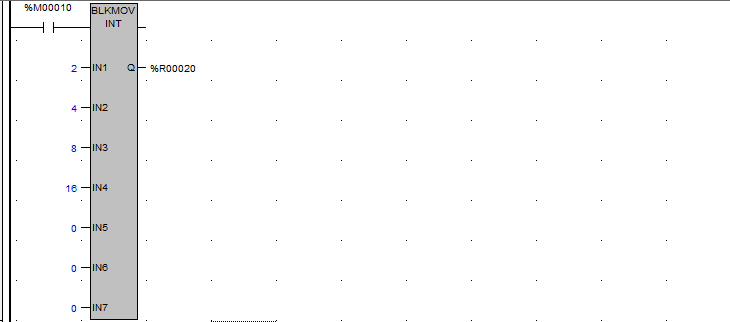 %M00010
BLKMOV
INT
2 IN1 Q %R00020
4 IN2
8 IN3
16 IN4
0 IN5
0 IN6
0 IN7